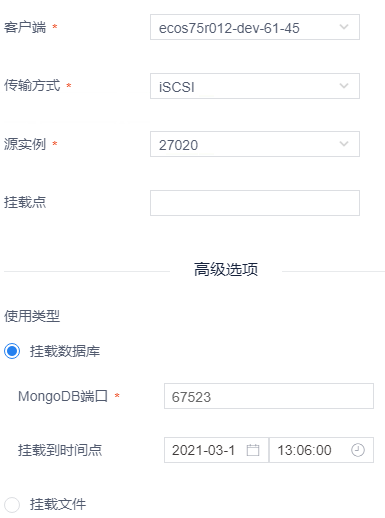 客户端 * ecos75r012-dev-61-45
传输方式 * iSCSI
源实例 * 27020
挂载点
高级选项
使用类型
挂载数据库
MongoDB端口 * 67523
挂载到时间点 2021-03-1 13:06:00
挂载文件